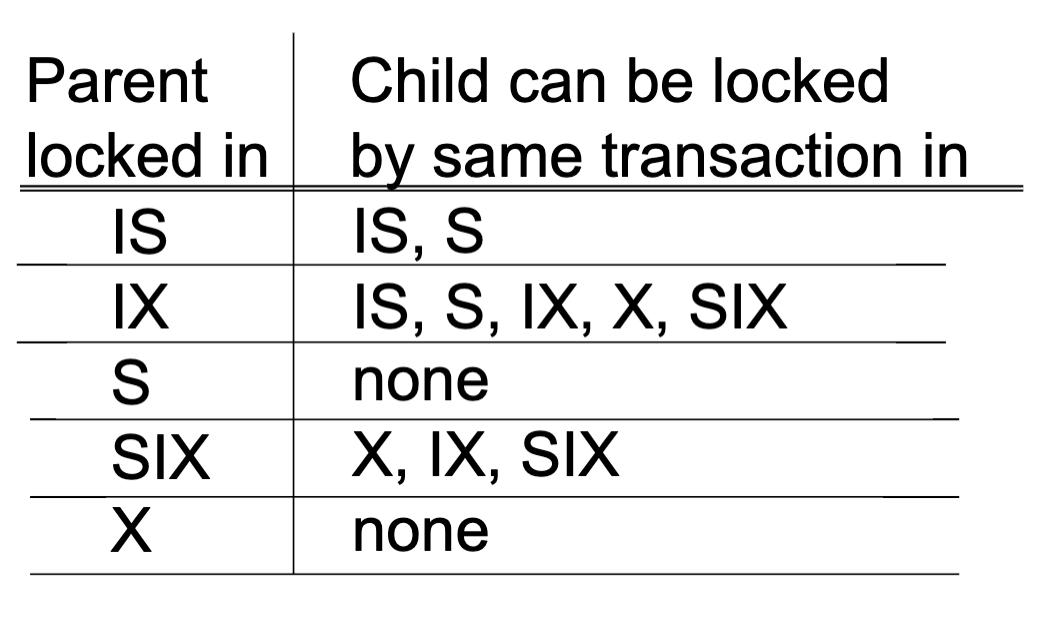 Parent
locked in
Child can be locked
by same transaction in
IS IS, S
IX IS, S, IX, X, SIX
S none
SIX X, IX, SIX
X none